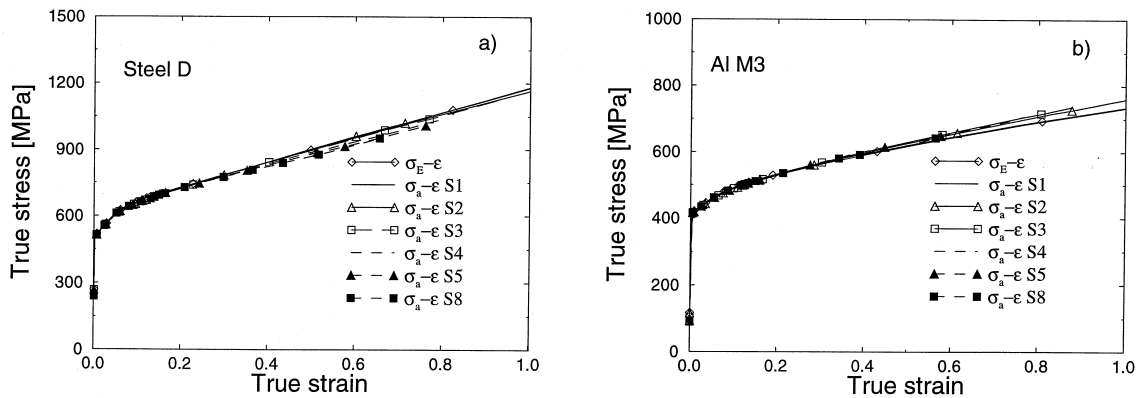 a)
Steel D
True stress [MPa]
1500
1200
900
600
300
0
σE–ε
σa–ε S1
σa–ε S2
σa–ε S3
σa–ε S4
σa–ε S5
σa–ε S8
0.0 0.2 0.4 0.6 0.8 1.0
True strain
b)
Al M3
True stress [MPa]
1000
800
600
400
200
0
σE–ε
σa–ε S1
σa–ε S2
σa–ε S3
σa–ε S4
σa–ε S5
σa–ε S8
0.0 0.2 0.4 0.6 0.8 1.0
True strain